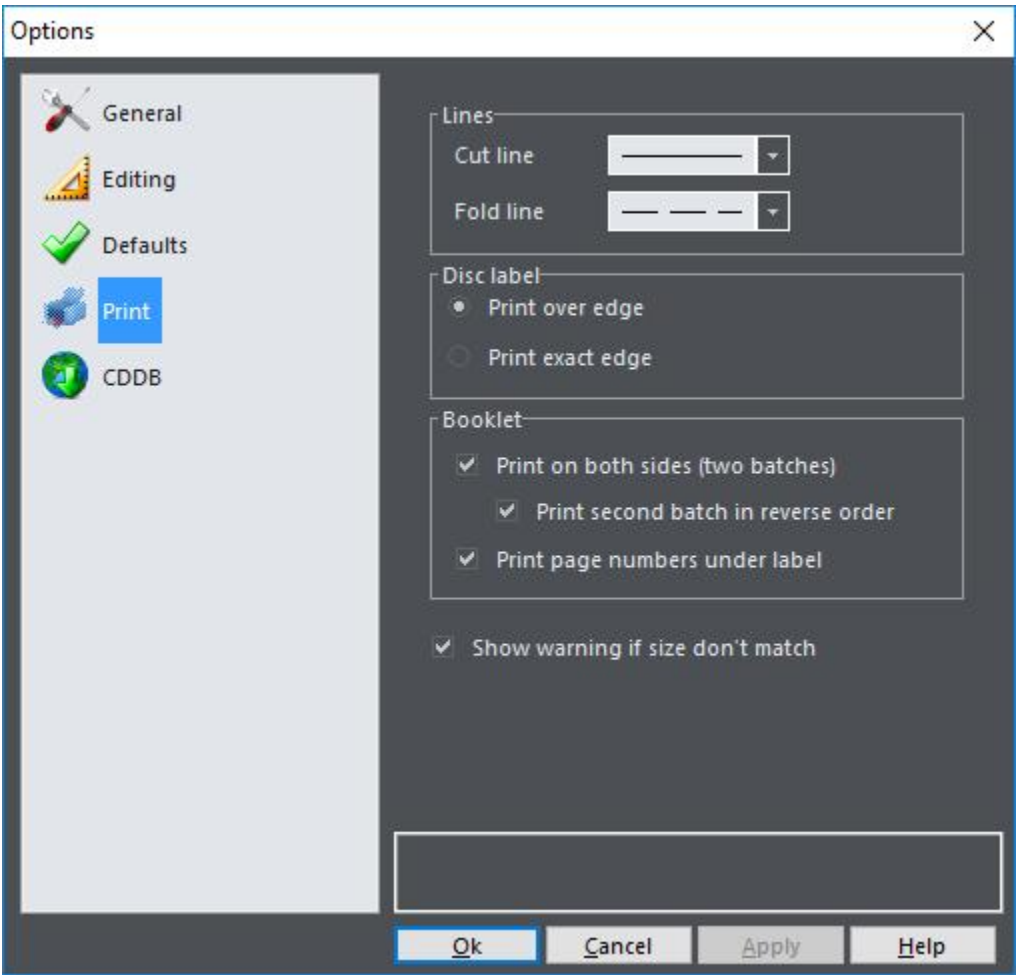 Options
General
Editing
Defaults
Print
CDDB
Lines
Cut line
Fold line
Disc label
Print over edge
Print exact edge
Booklet
Print on both sides (two batches)
Print second batch in reverse order
Print page numbers under label
Show warning if size don't match
Ok
Cancel
Apply
Help